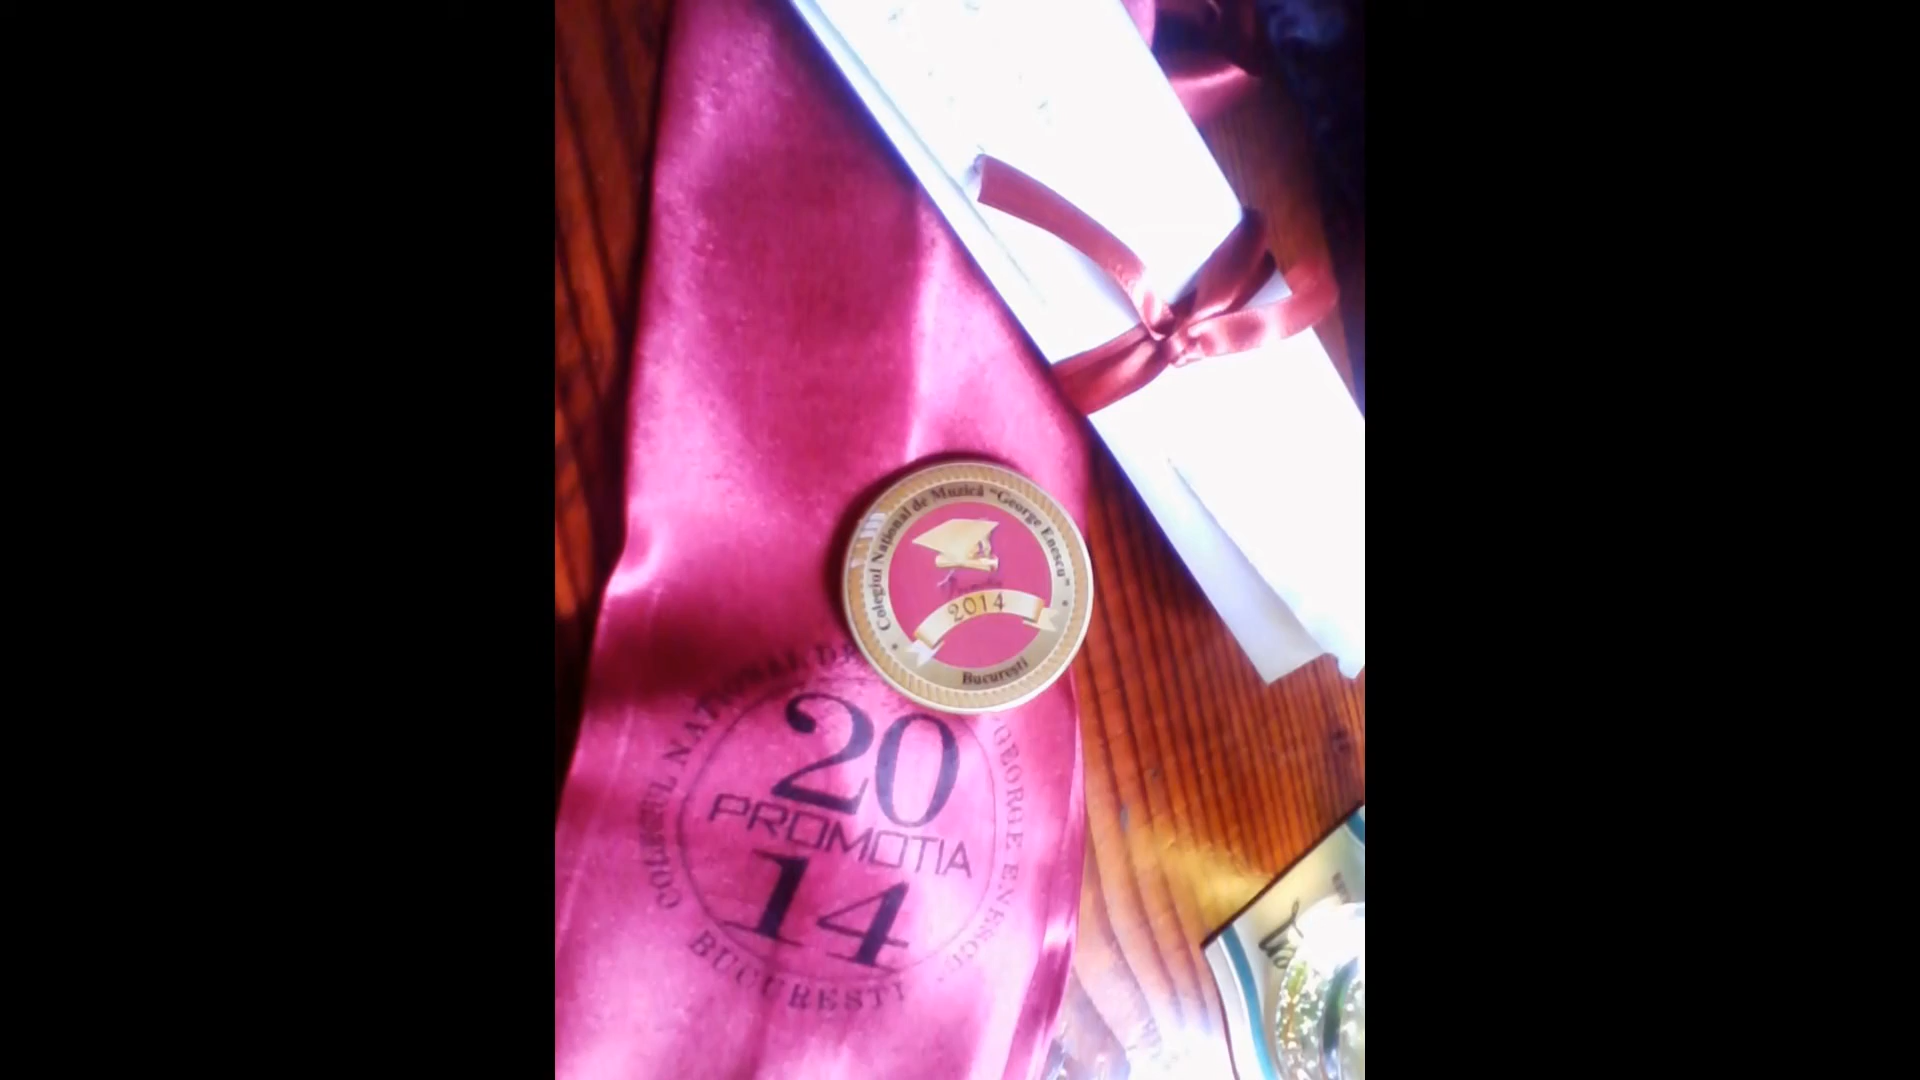 Colegiul Național de Muzică "George Enescu"
2014
București
COLEGIUL NATIONAL DE
GEORGE ENESCU
20
PROMOTIA
14
BUCURESTI